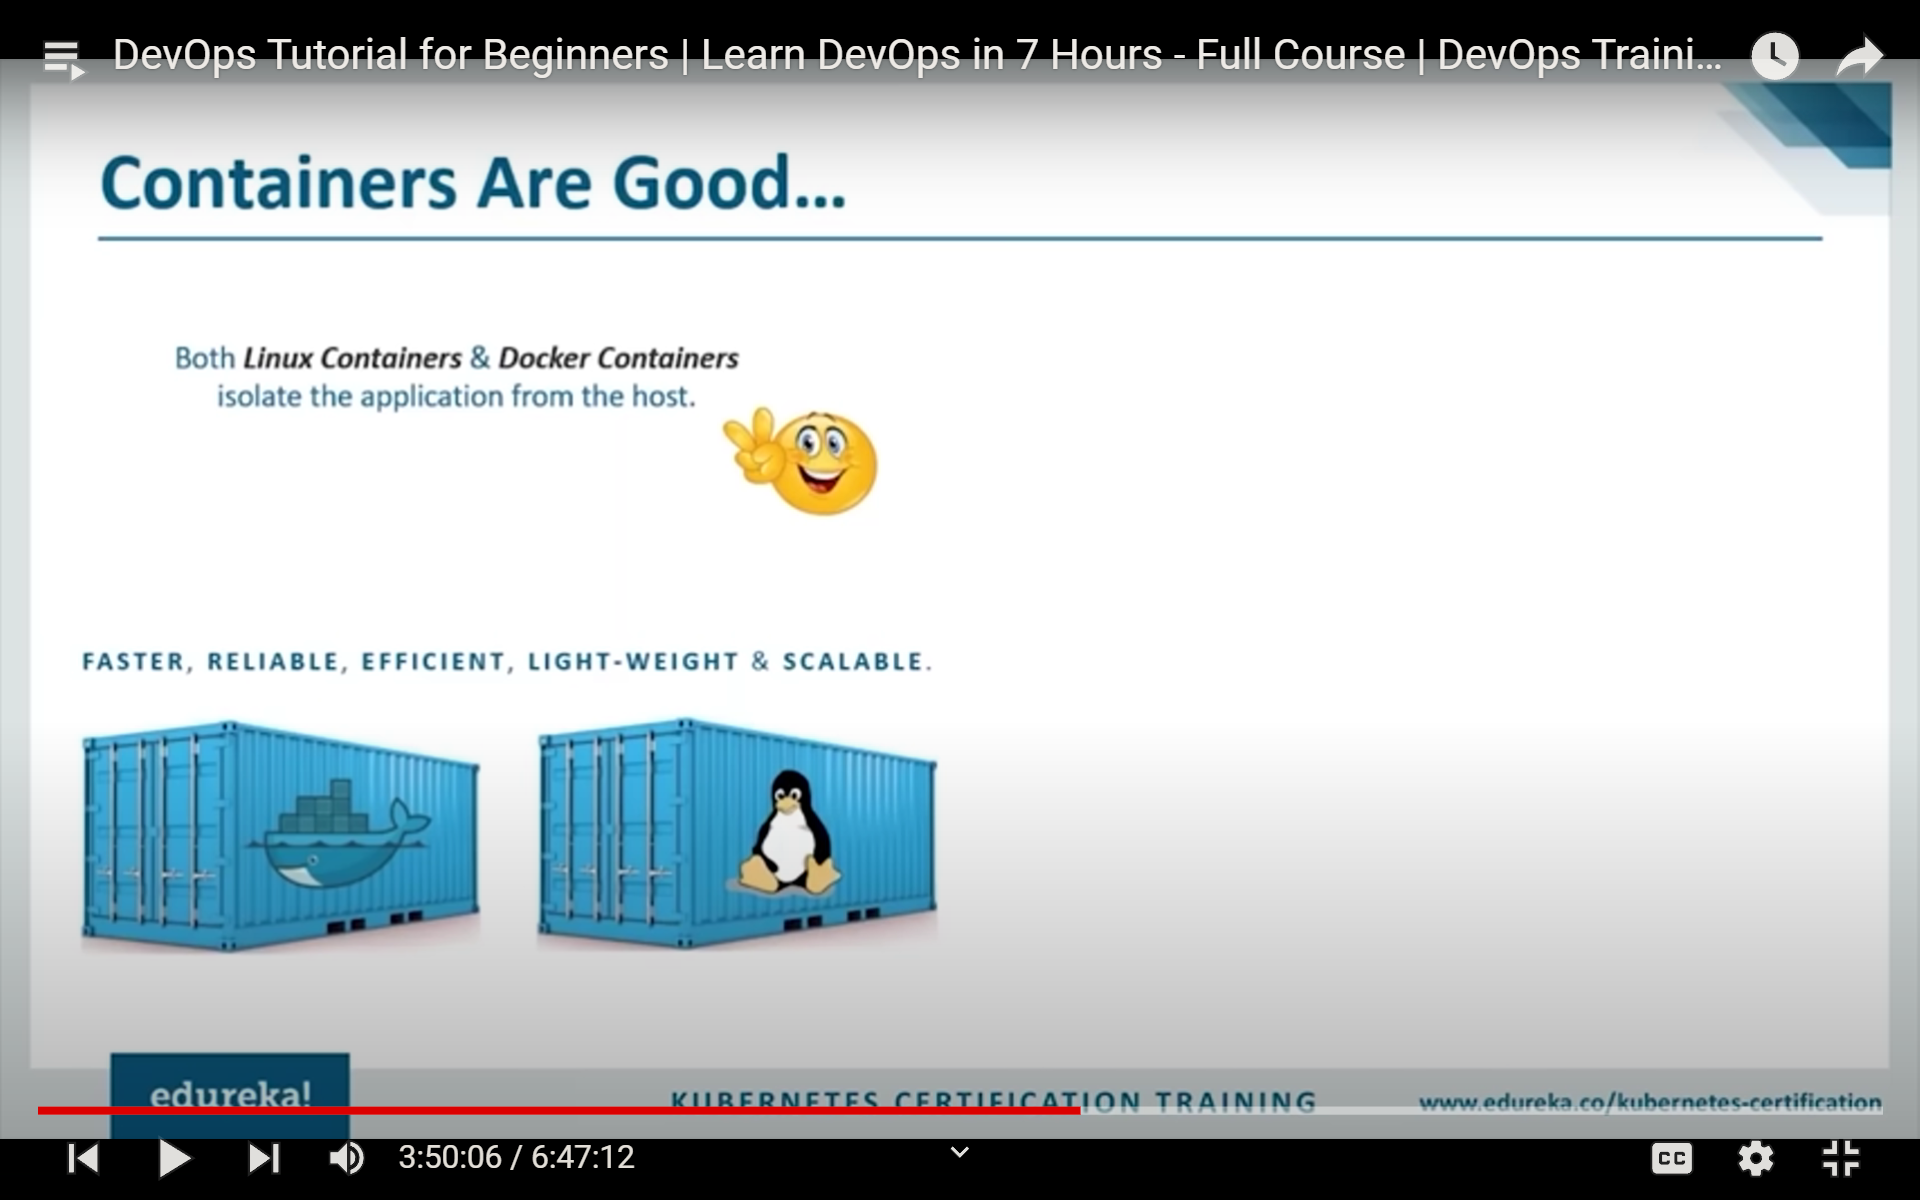 DevOps Tutorial for Beginners | Learn DevOps in 7 Hours - Full Course | DevOps Traini...
Containers Are Good...
Both Linux Containers & Docker Containers
isolate the application from the host.
FASTER, RELIABLE, EFFICIENT, LIGHT-WEIGHT & SCALABLE.
edureka!
KUBERNETES CERTIFICATION TRAINING
www.edureka.co/kubernetes-certification
3:50:06 / 6:47:12
CC